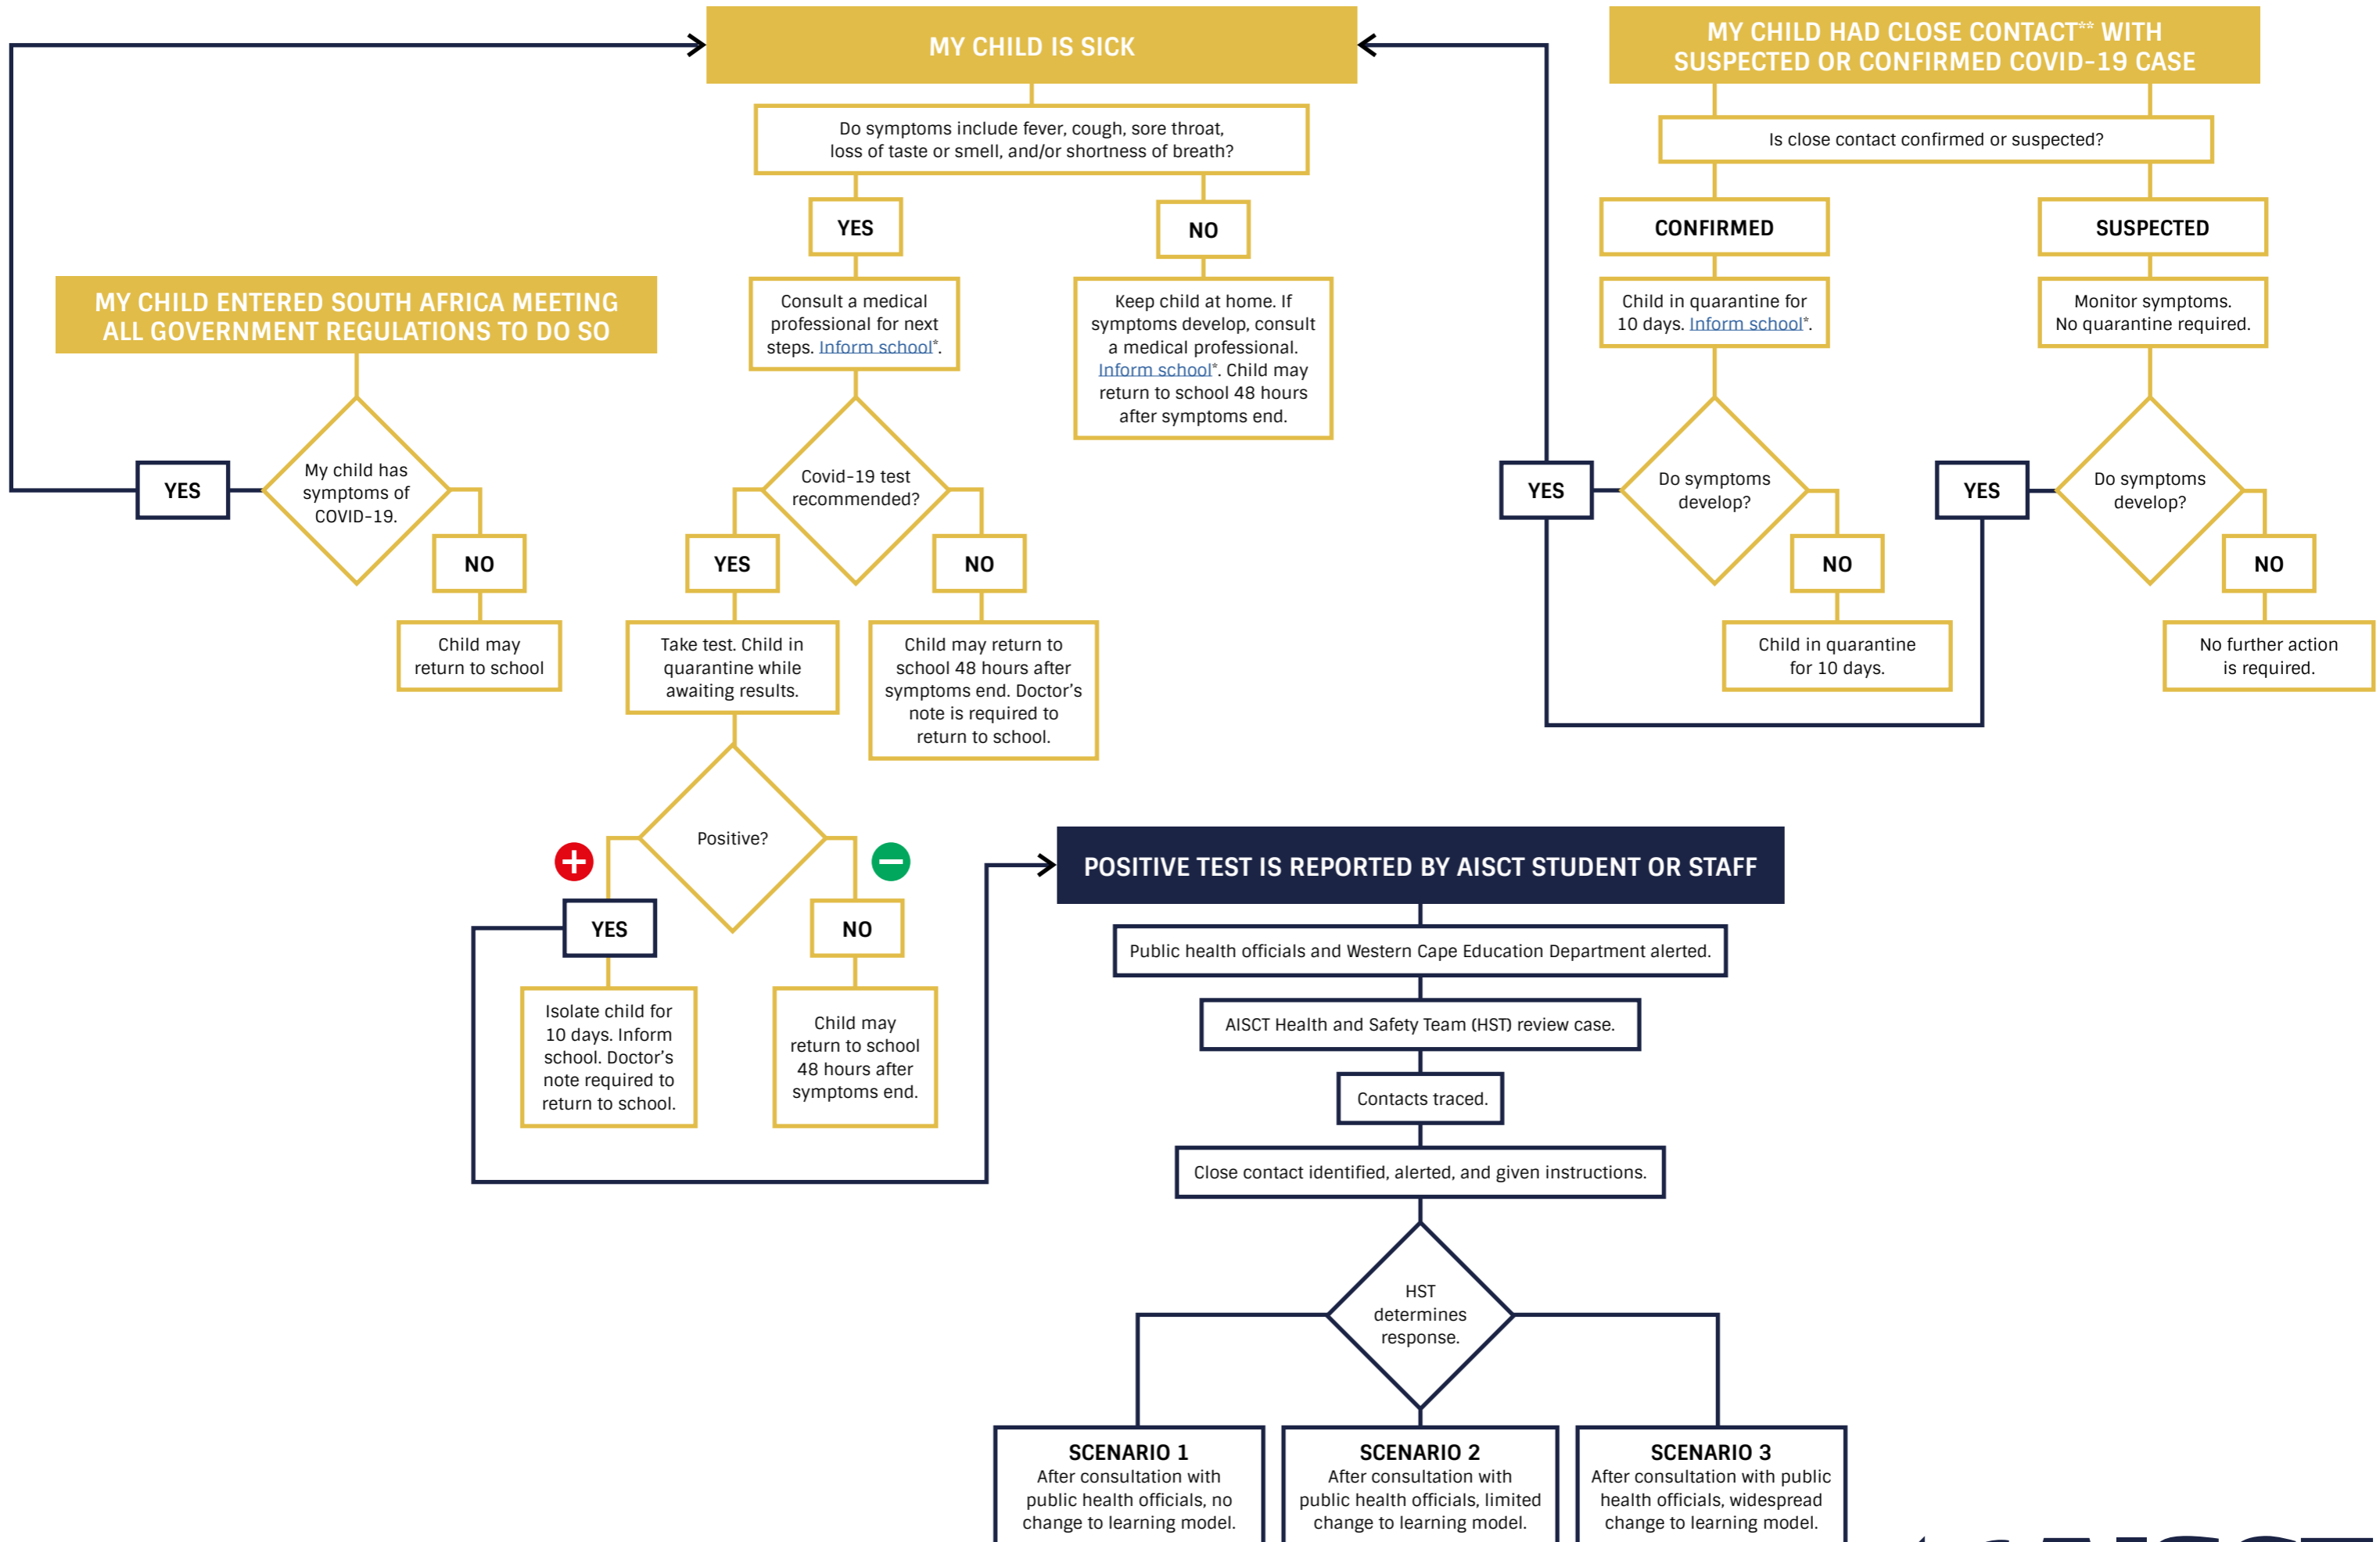 MY CHILD IS SICK
Do symptoms include fever, cough, sore throat,
loss of taste or smell, and/or shortness of breath?
YES
Consult a medical
professional for next
steps. Inform school*.
NO
Keep child at home. If
symptoms develop, consult
a medical professional.
Inform school*. Child may
return to school 48 hours
after symptoms end.
Covid-19 test
recommended?
YES
Take test. Child in
quarantine while
awaiting results.
NO
Child may return to
school 48 hours after
symptoms end. Doctor's
note is required to
return to school.
Positive?
YES
Isolate child for
10 days. Inform
school. Doctor's
note required to
return to school.
NO
Child may
return to school
48 hours after
symptoms end.
MY CHILD ENTERED SOUTH AFRICA MEETING
ALL GOVERNMENT REGULATIONS TO DO SO
My child has
symptoms of
COVID-19.
YES
NO
Child may
return to school
MY CHILD HAD CLOSE CONTACT** WITH
SUSPECTED OR CONFIRMED COVID-19 CASE
Is close contact confirmed or suspected?
CONFIRMED
Child in quarantine for
10 days. Inform school*.
Do symptoms
develop?
YES
NO
Child in quarantine
for 10 days.
SUSPECTED
Monitor symptoms.
No quarantine required.
Do symptoms
develop?
YES
NO
No further action
is required.
POSITIVE TEST IS REPORTED BY AISCT STUDENT OR STAFF
Public health officials and Western Cape Education Department alerted.
AISCT Health and Safety Team (HST) review case.
Contacts traced.
Close contact identified, alerted, and given instructions.
HST
determines
response.
SCENARIO 1
After consultation with
public health officials, no
change to learning model.
SCENARIO 2
After consultation with
public health officials, limited
change to learning model.
SCENARIO 3
After consultation with public
health officials, widespread
change to learning model.